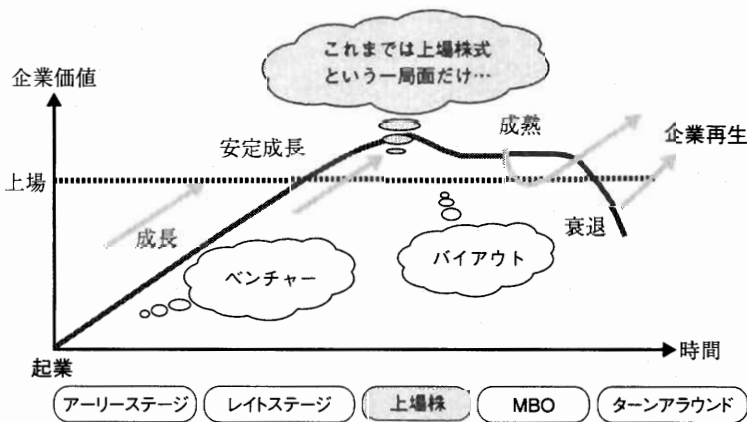 これまでは上場株式
という一局面だけ…
企業価値
成熟
安定成長
企業再生
上場
成長
衰退
ベンチャー
バイアウト
時間
起業
アーリーステージ
レイトステージ
上場株
MBO
ターンアラウンド